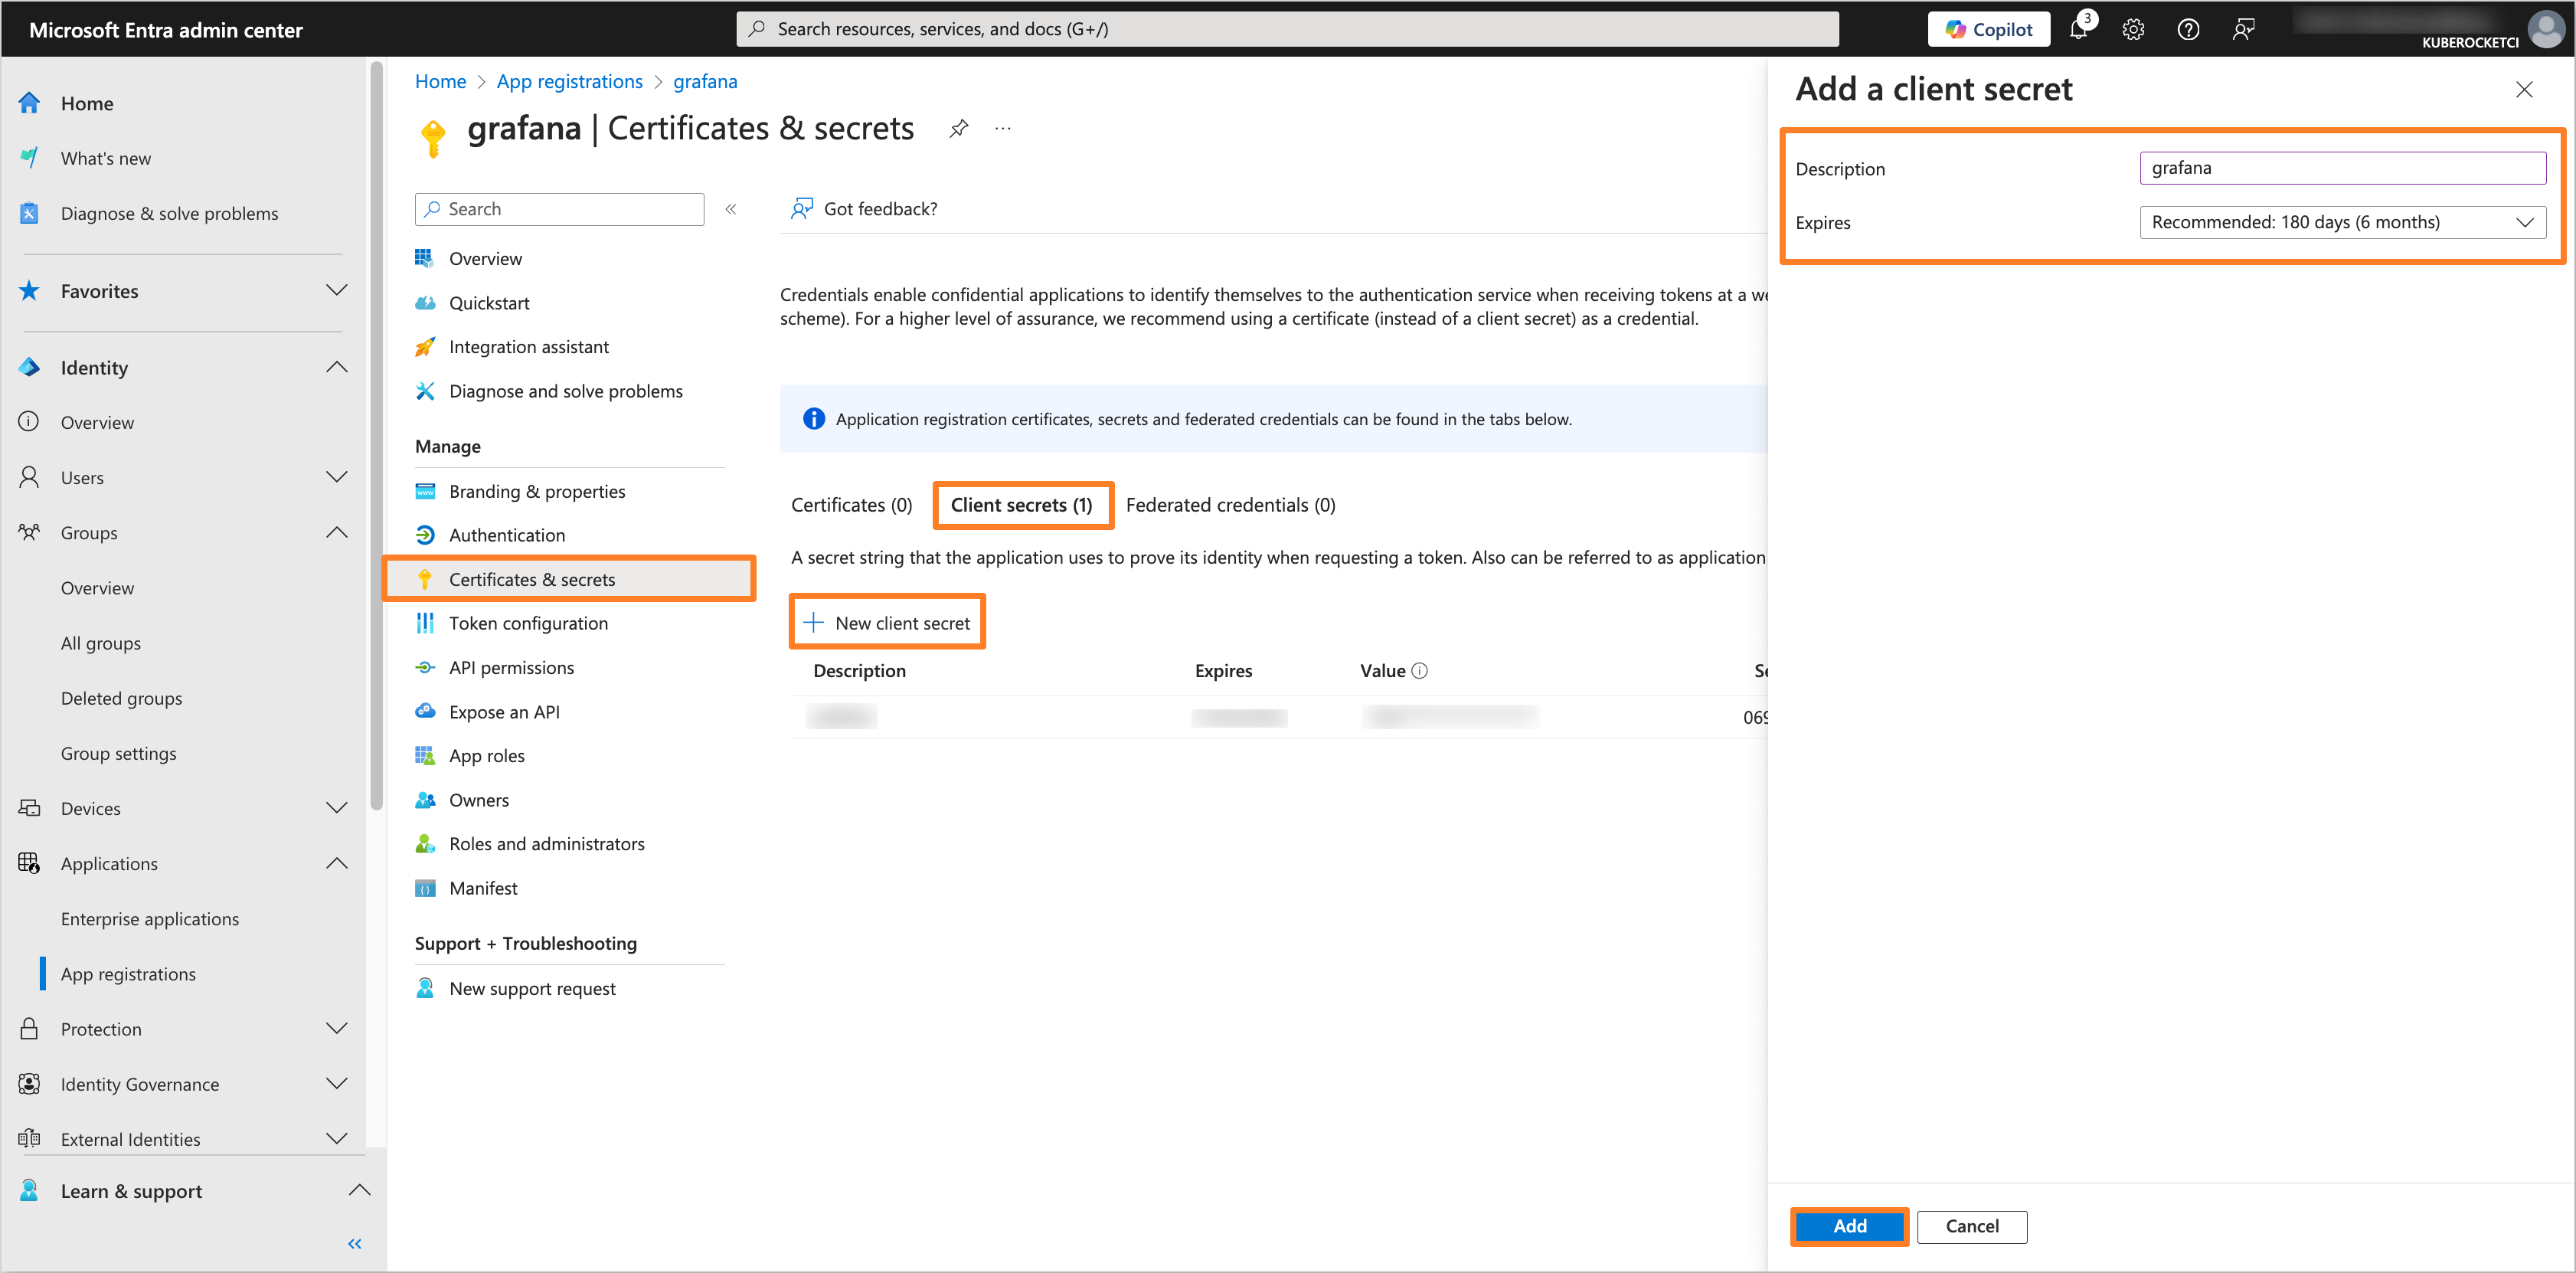 Microsoft Entra admin center
Search resources, services, and docs (G+/)
Copilot
3
KUBEROCKETCI
Home
What's new
Diagnose & solve problems
Favorites
Identity
Overview
Users
Groups
Overview
All groups
Deleted groups
Group settings
Devices
Applications
Enterprise applications
App registrations
Protection
Identity Governance
External Identities
Learn & support
Home > App registrations > grafana
grafana | Certificates & secrets
Search
Overview
Quickstart
Integration assistant
Diagnose and solve problems
Manage
Branding & properties
Authentication
Certificates & secrets
Token configuration
API permissions
Expose an API
App roles
Owners
Roles and administrators
Manifest
Support + Troubleshooting
New support request
Got feedback?
Credentials enable confidential applications to identify themselves to the authentication service when receiving tokens at a we
scheme). For a higher level of assurance, we recommend using a certificate (instead of a client secret) as a credential.
Application registration certificates, secrets and federated credentials can be found in the tabs below.
Certificates (0) Client secrets (1) Federated credentials (0)
A secret string that the application uses to prove its identity when requesting a token. Also can be referred to as application
New client secret
Description Expires Value Se
069
Add a client secret
Description grafana
Expires Recommended: 180 days (6 months)
Add Cancel